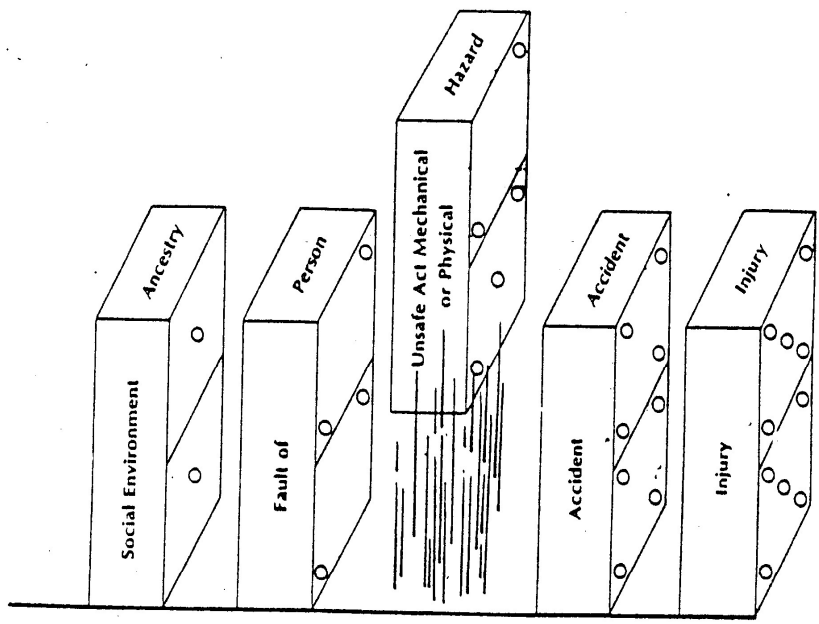 Ancestry
Social Environment
Person
Fault of
Hazard
Unsafe Act Mechanical
or Physical
Accident
Accident
Injury
Injury